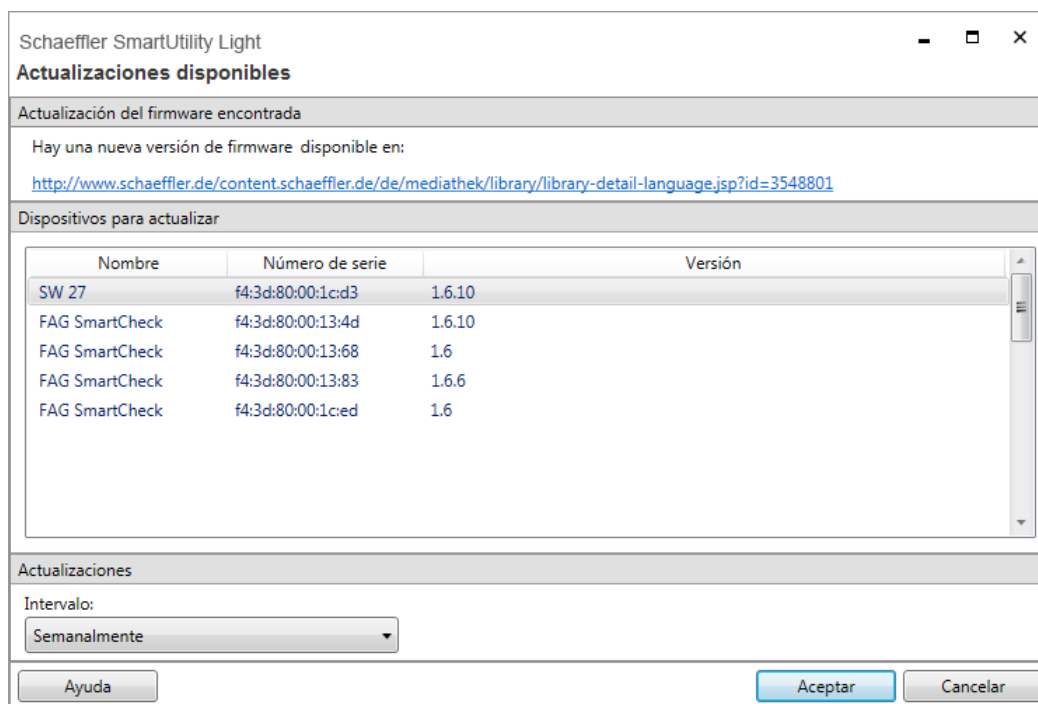 Schaeffler SmartUtility Light
Actualizaciones disponibles
Actualización del firmware encontrada
Hay una nueva versión de firmware disponible en:
http://www.schaeffler.de/content.schaeffler.de/de/mediathek/library/library-detail-language.jsp?id=3548801
Dispositivos para actualizar
Nombre Número de serie Versión
SW 27 f4:3d:80:00:1c:d3 1.6.10
FAG SmartCheck f4:3d:80:00:13:4d 1.6.10
FAG SmartCheck f4:3d:80:00:13:68 1.6
FAG SmartCheck f4:3d:80:00:13:83 1.6.6
FAG SmartCheck f4:3d:80:00:1c:ed 1.6
Actualizaciones
Intervalo:
Semanalmente
Ayuda Aceptar Cancelar